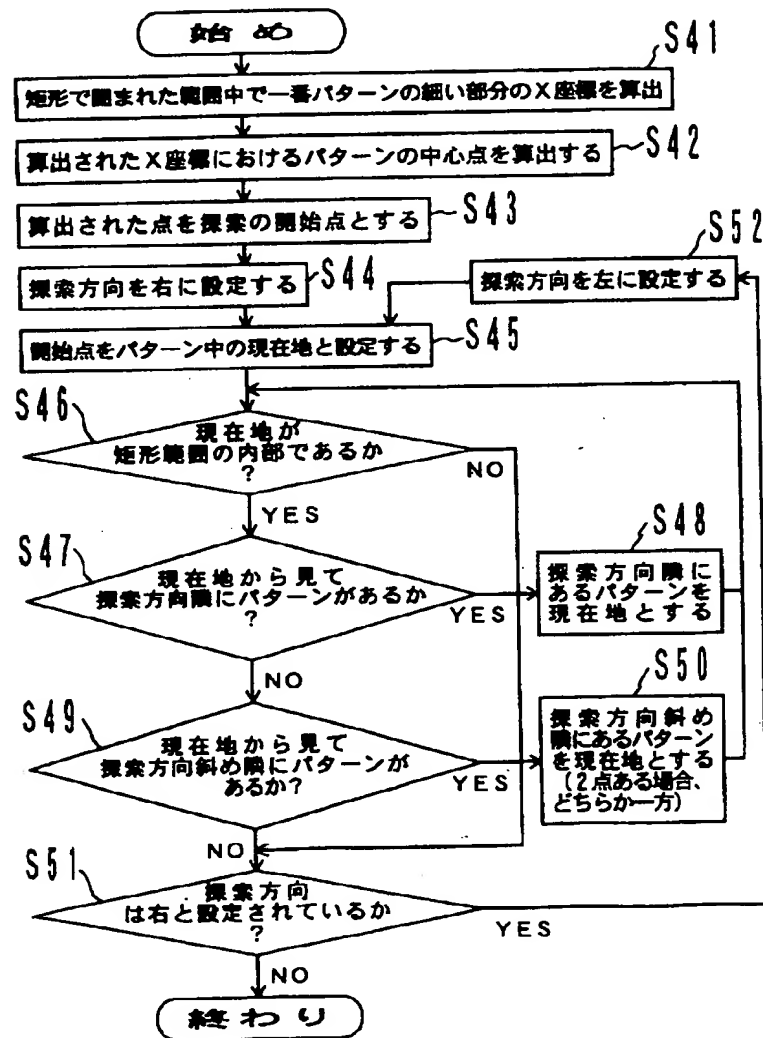 始め
S41
矩形で囲まれた範囲中で一番パターンの細い部分のX座標を算出
S42
算出されたX座標におけるパターンの中心点を算出する
S43
算出された点を探索の開始点とする
S44
探索方向を右に設定する
S52
探索方向を左に設定する
S45
開始点をパターン中の現在地と設定する
S46
現在地が
矩形範囲の内部であるか
?
NO
YES
S47
現在地から見て
探索方向隣にパターンがあるか
?
YES
NO
S48
探索方向隣に
あるパターンを
現在地とする
S49
現在地から見て
探索方向斜め隣にパターンが
あるか?
YES
NO
S50
探索方向斜め
隣にあるパターン
を現在地とする
(2点ある場合、
どちらか一方)
S51
探索方向
は右と設定されているか
?
YES
NO
終わり